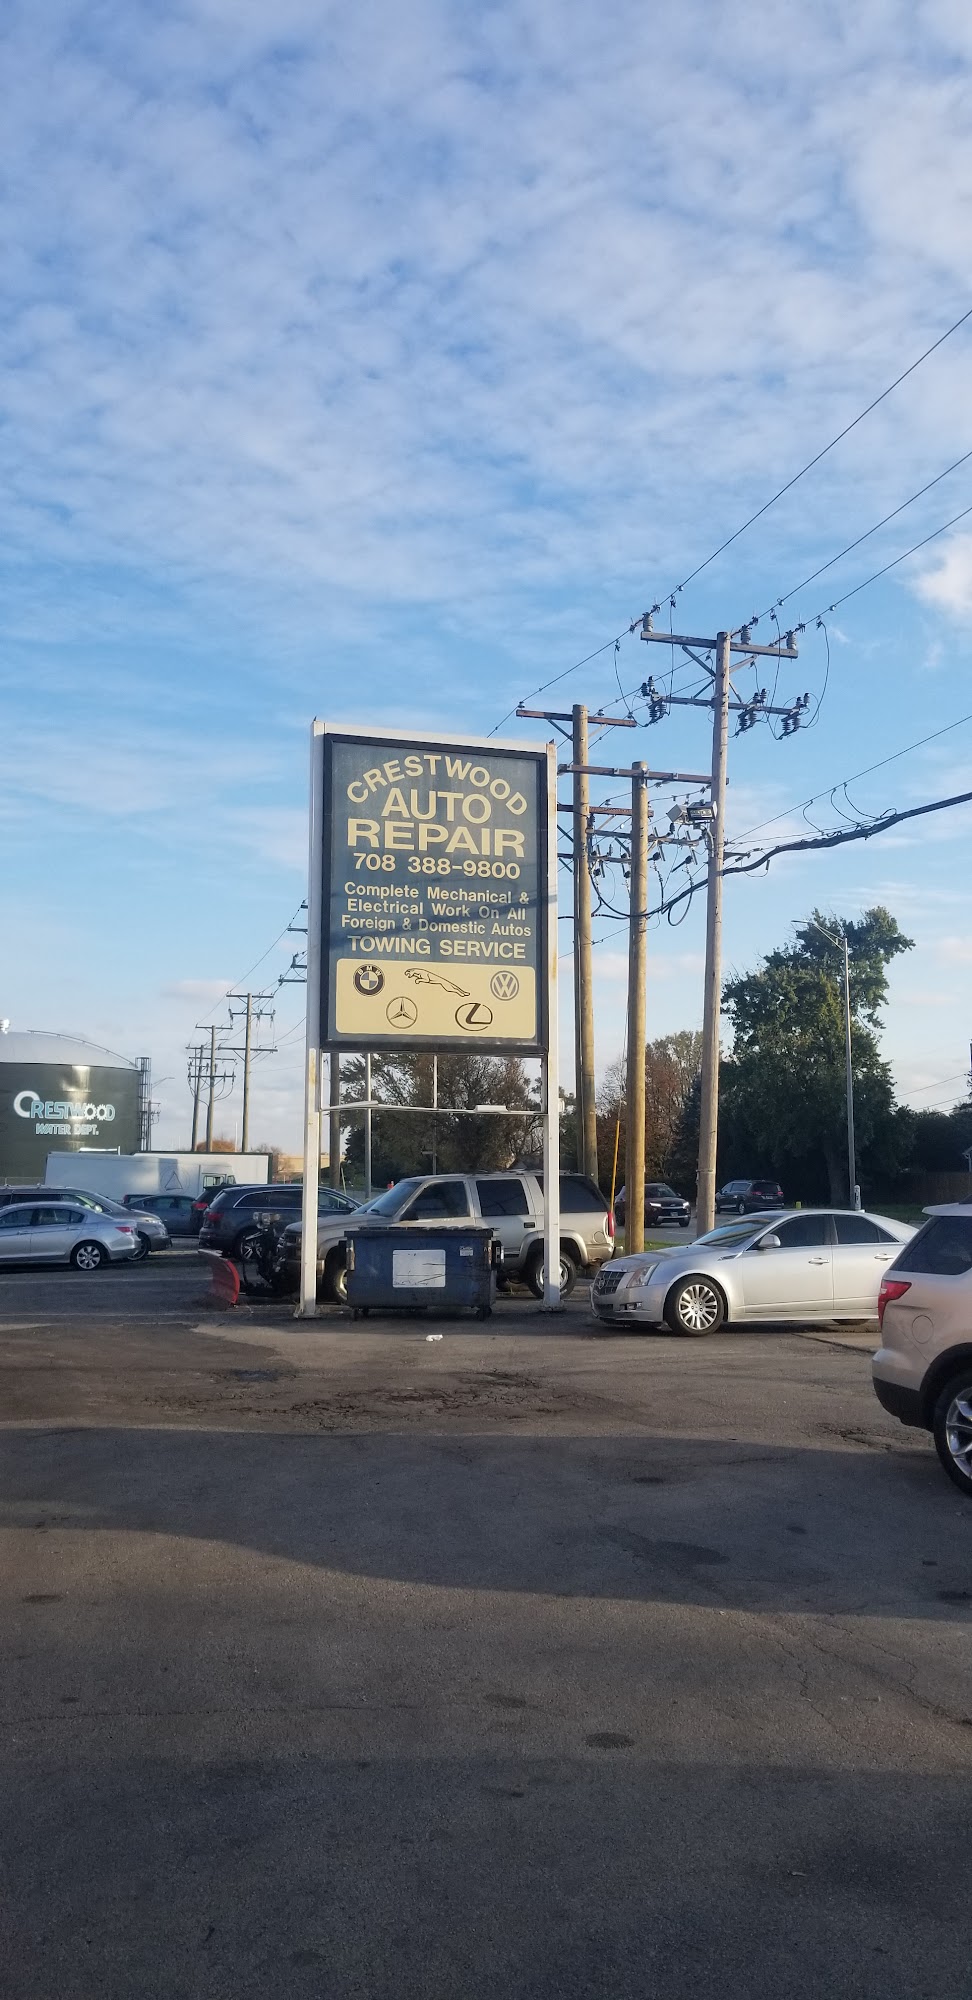 CRESTWOOD
AUTO
REPAIR
708 388-9800
Complete Mechanical &
Electrical Work On All
Foreign & Domestic Autos
TOWING SERVICE
BMW
CRESTWOOD
WATER DEPT.